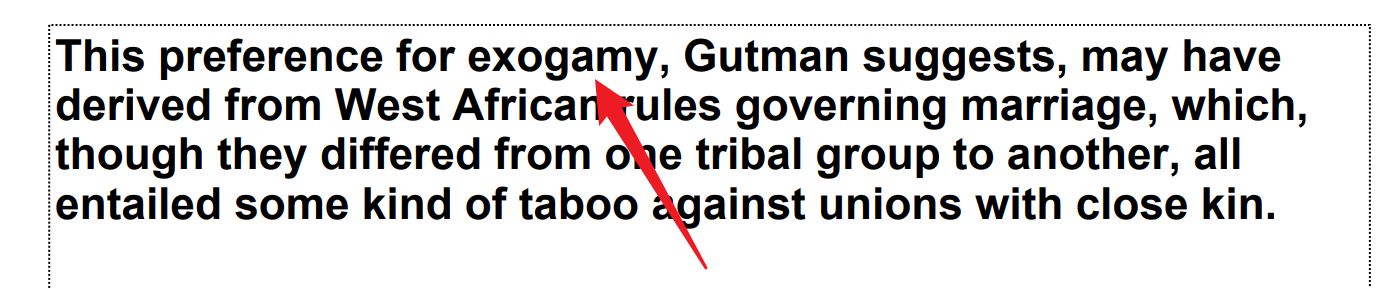 This preference for exogamy, Gutman suggests, may have
derived from West African rules governing marriage, which,
though they differed from one tribal group to another, all
entailed some kind of taboo against unions with close kin.